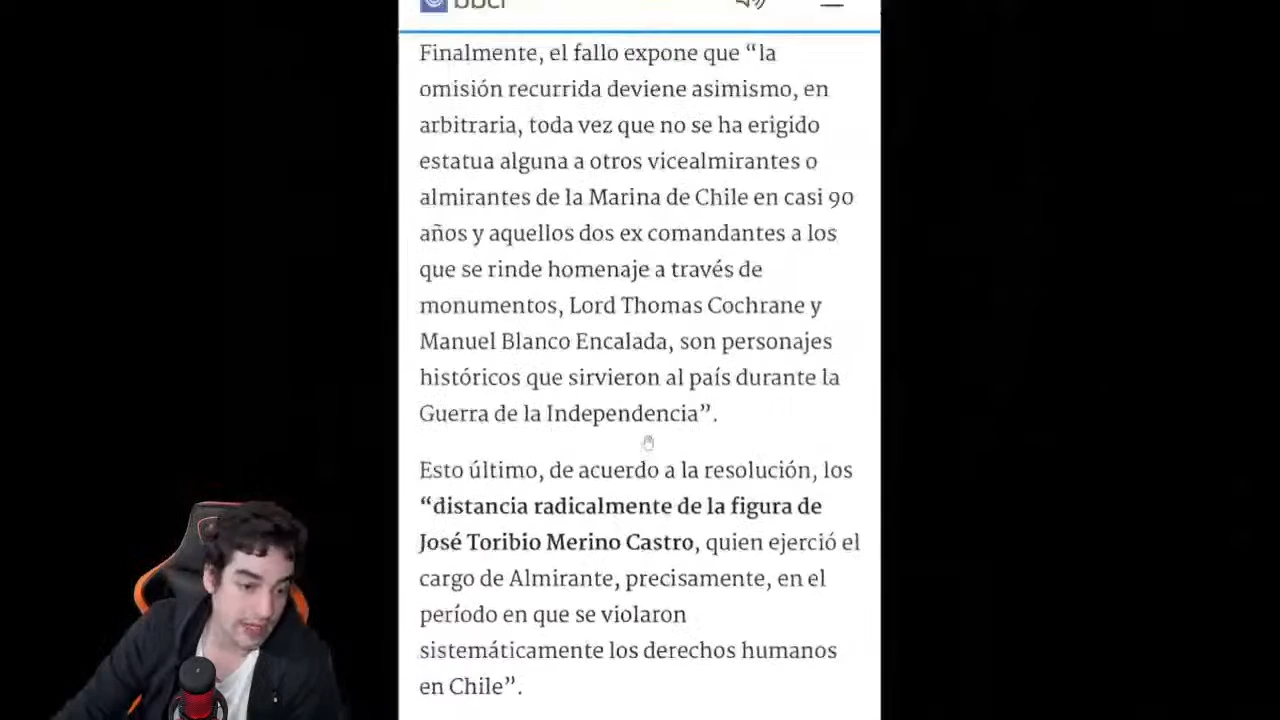 bbcl
Finalmente, el fallo expone que “la
omisión recurrida deviene asimismo, en
arbitraria, toda vez que no se ha erigido
estatua alguna a otros vicealmirantes o
almirantes de la Marina de Chile en casi 90
años y aquellos dos ex comandantes a los
que se rinde homenaje a través de
monumentos, Lord Thomas Cochrane y
Manuel Blanco Encalada, son personajes
históricos que sirvieron al país durante la
Guerra de la Independencia”.
Esto último, de acuerdo a la resolución, los
“distancia radicalmente de la figura de
José Toribio Merino Castro, quien ejerció el
cargo de Almirante, precisamente, en el
período en que se violaron
sistemáticamente los derechos humanos
en Chile”.